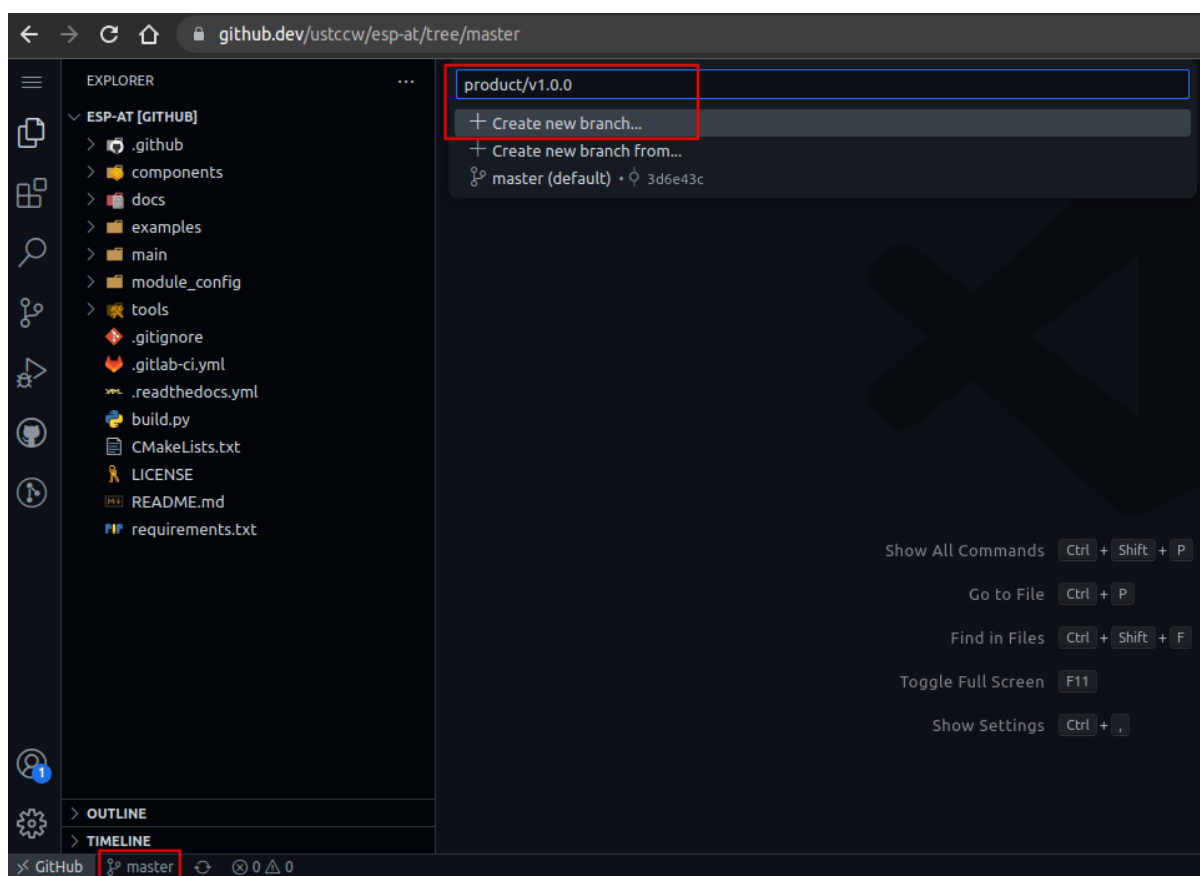 github.dev/ustccw/esp-at/tree/master
EXPLORER
product/v1.0.0
ESP-AT [GITHUB]
Create new branch...
.github
Create new branch from...
components
master (default) • 3d6e43c
docs
examples
main
module_config
tools
.gitignore
.gitlab-ci.yml
.readthedocs.yml
build.py
CMakeLists.txt
LICENSE
README.md
requirements.txt
Show All Commands Ctrl + Shift + P
Go to File Ctrl + P
Find in Files Ctrl + Shift + F
Toggle Full Screen F11
Show Settings Ctrl + ,
1
OUTLINE
TIMELINE
GitHub master 0 0